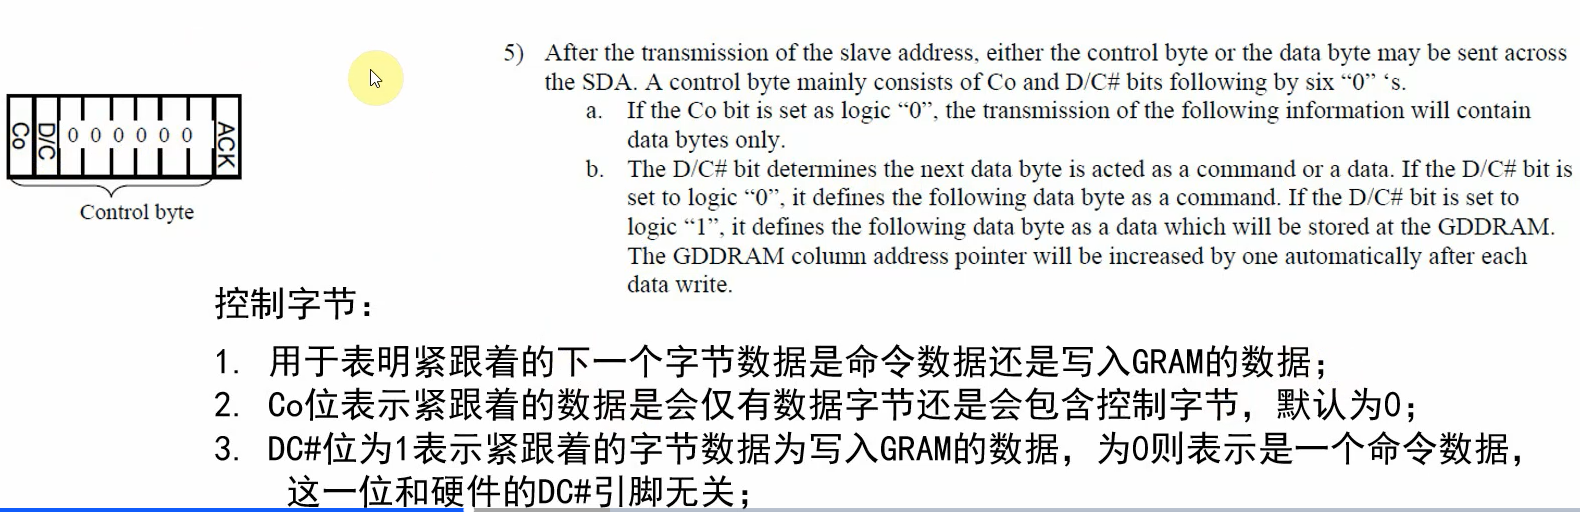 Co
D/C
0 0 0 0 0 0
ACK
Control byte
5) After the transmission of the slave address, either the control byte or the data byte may be sent across
the SDA. A control byte mainly consists of Co and D/C# bits following by six “0” ‘s.
a. If the Co bit is set as logic “0”, the transmission of the following information will contain
data bytes only.
b. The D/C# bit determines the next data byte is acted as a command or a data. If the D/C# bit is
set to logic “0”, it defines the following data byte as a command. If the D/C# bit is set to
logic “1”, it defines the following data byte as a data which will be stored at the GDDRAM.
The GDDRAM column address pointer will be increased by one automatically after each
data write.
控制字节：
1. 用于表明紧跟着的下一个字节数据是命令数据还是写入GRAM的数据；
2. Co位表示紧跟着的数据是会仅有数据字节还是会包含控制字节，默认为0；
3. DC#位为1表示紧跟着的字节数据为写入GRAM的数据，为0则表示是一个命令数据，
这一位和硬件的DC#引脚无关；